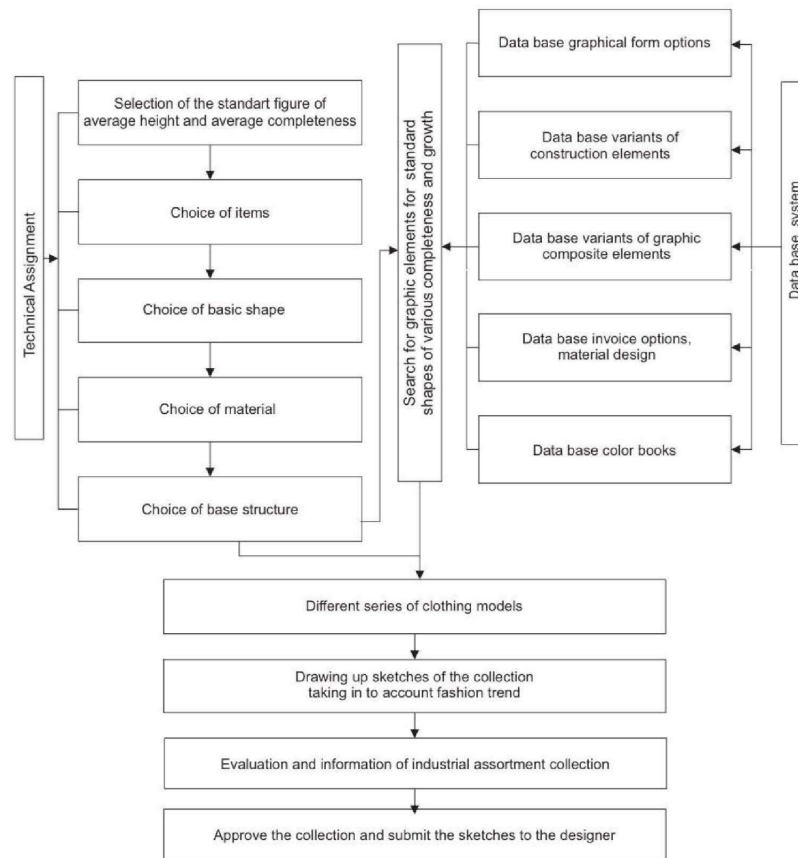 Technical Assignment
Selection of the standart figure of
average height and average completeness
Choice of items
Choice of basic shape
Choice of material
Choice of base structure
Search for graphic elements for standard
shapes of various completeness and growth
Data base graphical form options
Data base variants of
construction elements
Data base variants of graphic
composite elements
Data base invoice options,
material design
Data base color books
Data base system
Different series of clothing models
Drawing up sketches of the collection
taking in to account fashion trend
Evaluation and information of industrial assortment collection
Approve the collection and submit the sketches to the designer